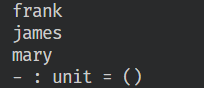 frank
james
mary
- : unit = ()